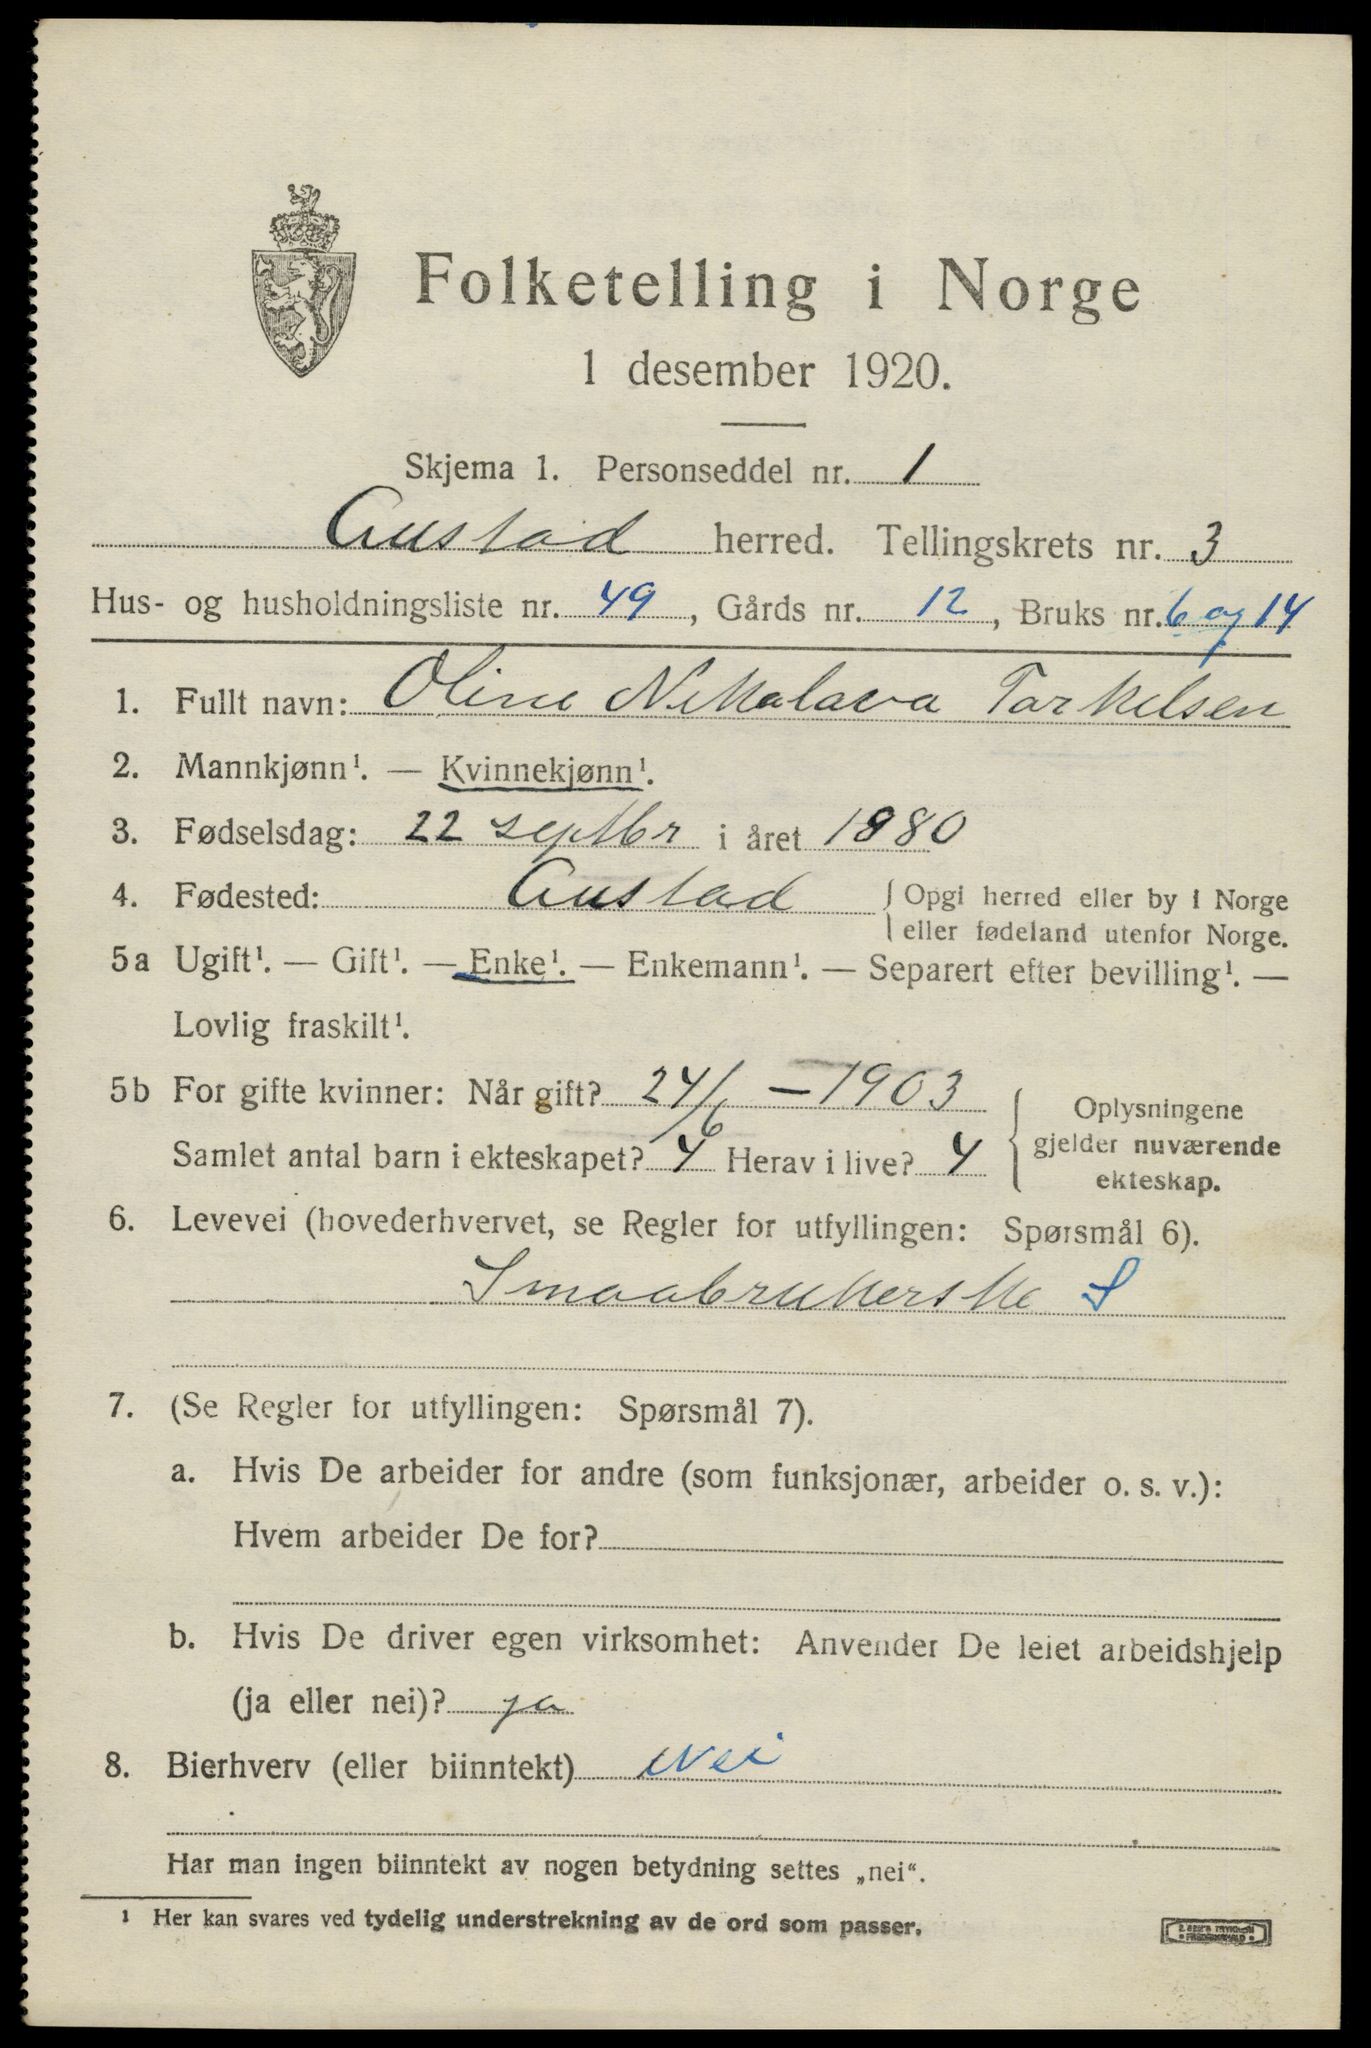 Folketelling i Norge
1 desember 1920.
Skjema 1. Personseddel nr. 1
Austad herred. Tellingskrets nr. 3
Hus- og husholdningsliste nr. 49, Gårds nr. 12, Bruks nr. 6 og 14
1. Fullt navn: Oline Nikolava Tarkelsen
2. Mannkjønn¹. — Kvinnekjønn¹.
3. Fødselsdag: 22 septbr i året 1880
4. Fødested: Austad { Opgi herred eller by i Norge
eller fødeland utenfor Norge.
5a Ugift¹. — Gift¹. — Enke¹. — Enkemann¹. — Separert efter bevilling¹. —
Lovlig fraskilt¹.
5b For gifte kvinner: Når gift? 24/6 — 1903
Samlet antal barn i ekteskapet? 4 Herav i live? 4
{ Oplysningene
gjelder nuværende
ekteskap.
6. Levevei (hovederhvervet, se Regler for utfyllingen: Spørsmål 6).
Smaabrukerske S
7. (Se Regler for utfyllingen: Spørsmål 7).
a. Hvis De arbeider for andre (som funksjonær, arbeider o. s. v.):
Hvem arbeider De for?
b. Hvis De driver egen virksomhet: Anvender De leiet arbeidshjelp
(ja eller nei)? ja
8. Bierhverv (eller biinntekt) Nei
Har man ingen biinntekt av nogen betydning settes „nei“.
¹ Her kan svares ved tydelig understrekning av de ord som passer.